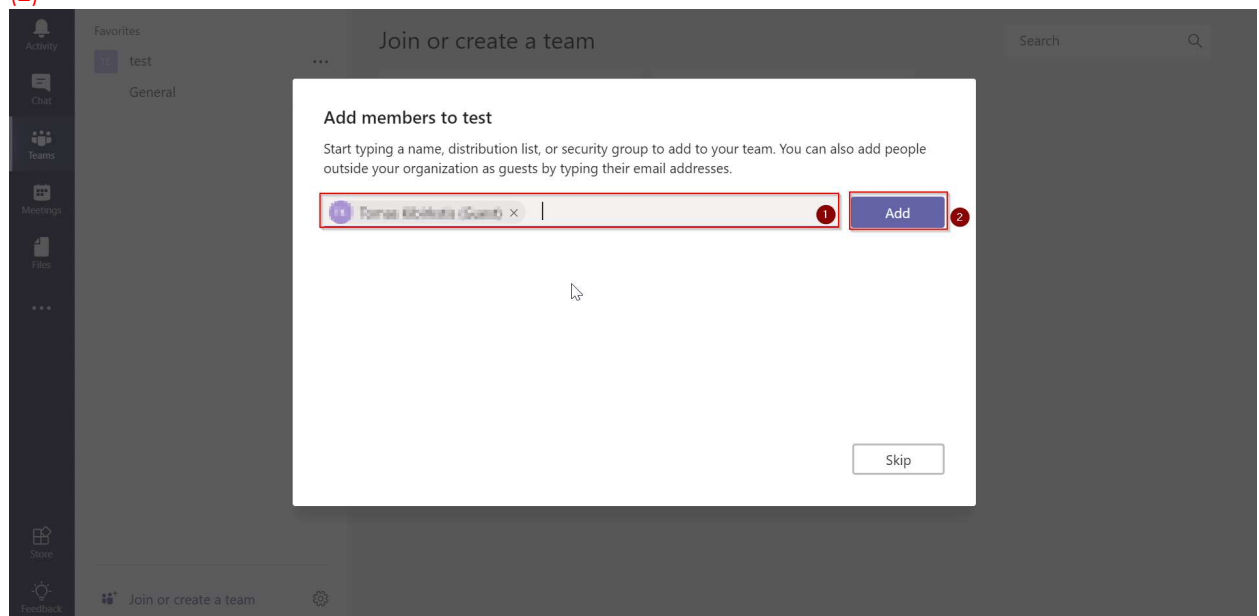 Activity
Chat
Teams
Meetings
Files
Store
Feedback
Favorites
test
General
Join or create a team
Join or create a team
Search
Add members to test
Start typing a name, distribution list, or security group to add to your team. You can also add people
outside your organization as guests by typing their email addresses.
(Guest) ×
1
Add
2
Skip